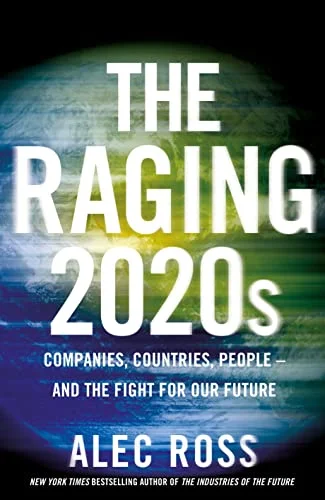 THE
RAGING
2020s
COMPANIES, COUNTRIES, PEOPLE –
AND THE FIGHT FOR OUR FUTURE
ALEC ROSS
NEW YORK TIMES BESTSELLING AUTHOR OF THE INDUSTRIES OF THE FUTURE